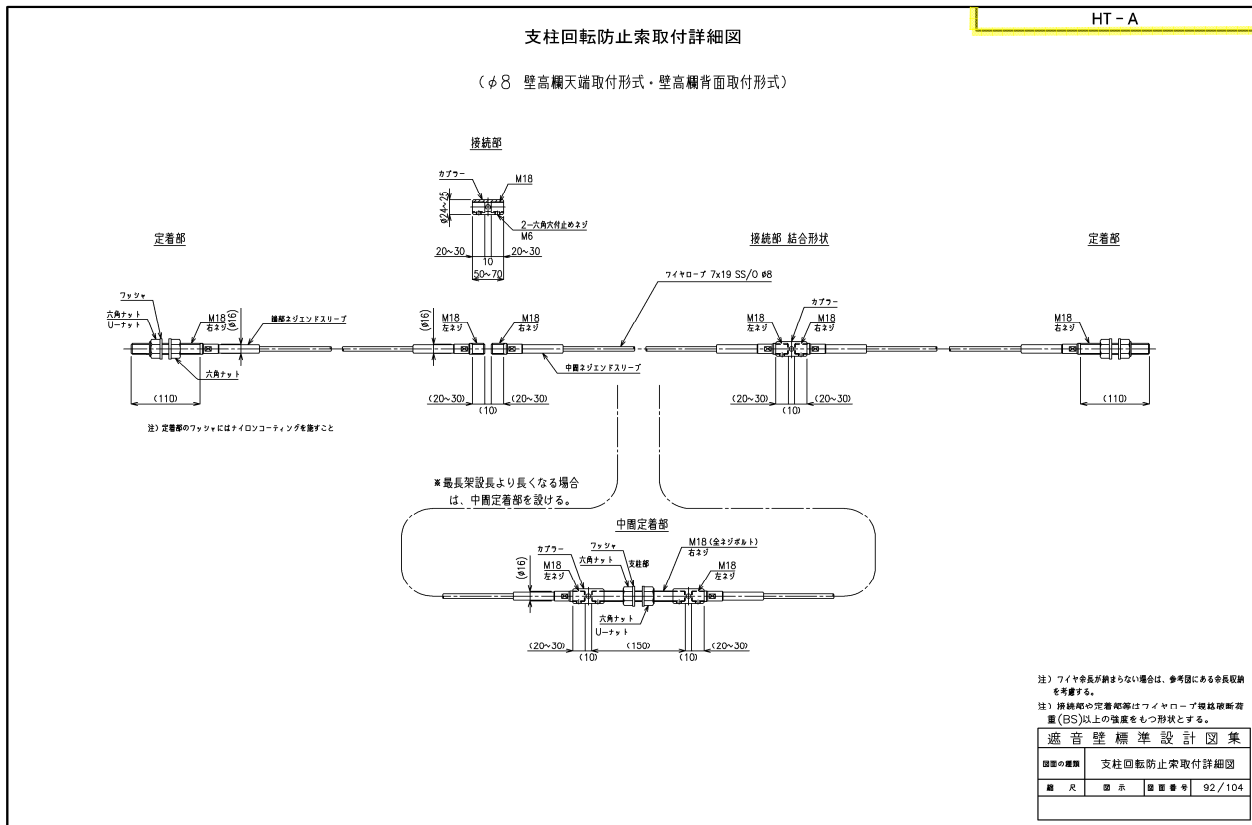 HT-A
支柱回転防止索取付詳細図
(φ8 壁高欄天端取付形式・壁高欄背面取付形式)
接続部
カプラー
M18
φ24~25
2-六角穴付止めネジ
M6
20~30
10
20~30
50~70
定着部
接続部 結合形状
定着部
ワイヤロープ 7x19 SS/O φ8
ワッシャ
六角ナット
Uーナット
M18
右ネジ
(φ16)
端部ネジエンドスリーブ
六角ナット
(110)
(φ16)
M18
左ネジ
M18
右ネジ
中間ネジエンドスリーブ
(20~30)
(10)
(20~30)
カプラー
M18
左ネジ
M18
右ネジ
(20~30)
(10)
(20~30)
M18
右ネジ
(110)
注) 定着部のワッシャにはナイロンコーティングを施すこと
※最長架設長より長くなる場合
は、中間定着部を設ける。
中間定着部
カプラー
ワッシャ
M18(全ネジボルト)
右ネジ
六角ナット
支柱部
(φ16)
M18
左ネジ
M18
左ネジ
六角ナット
Uーナット
(20~30)
(10)
(150)
(10)
(20~30)
注) ワイヤ余長が納まらない場合は、参考図にある余長収納
を考慮する。
注) 接続部や定着部等はワイヤロープ規格破断荷
重(BS)以上の強度をもつ形状とする。
遮音壁標準設計図集
図面の種類 支柱回転防止索取付詳細図
縮尺 図示 図面番号 92/104